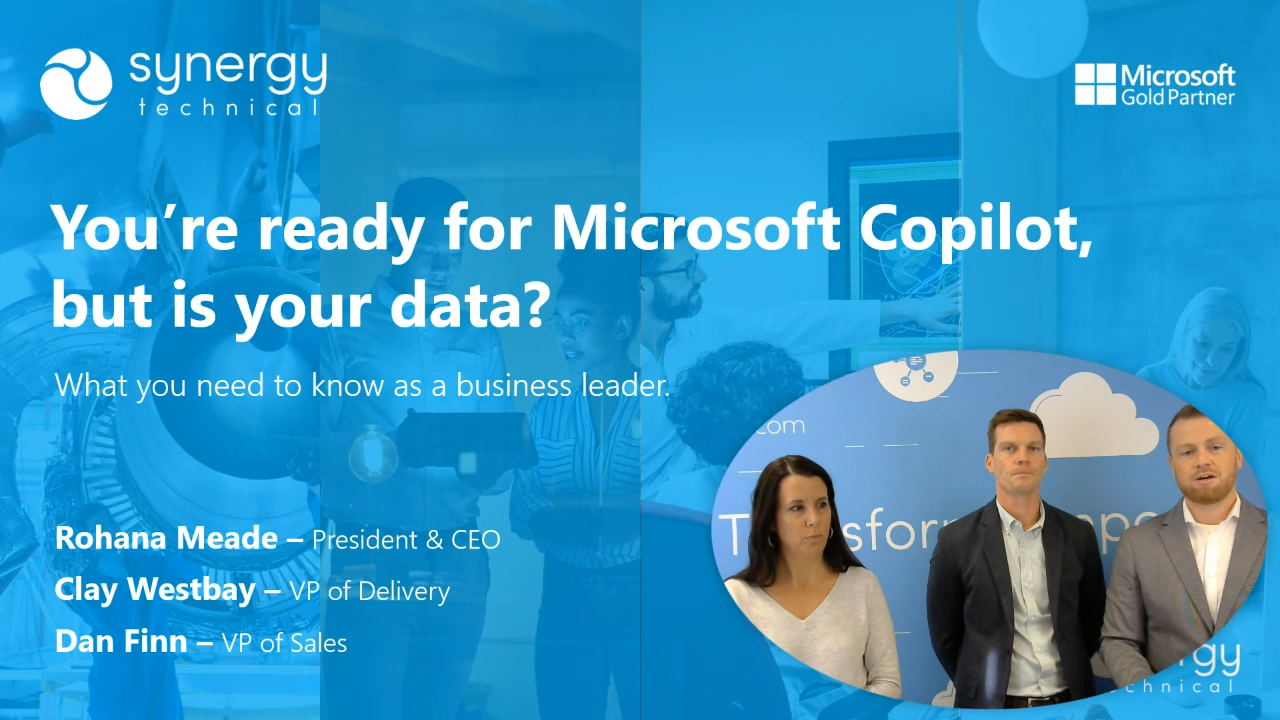 synergy
technical
Microsoft
Gold Partner
You’re ready for Microsoft Copilot,
but is your data?
What you need to know as a business leader.
.com
Rohana Meade – President & CEO
Clay Westbay – VP of Delivery
Dan Finn – VP of Sales